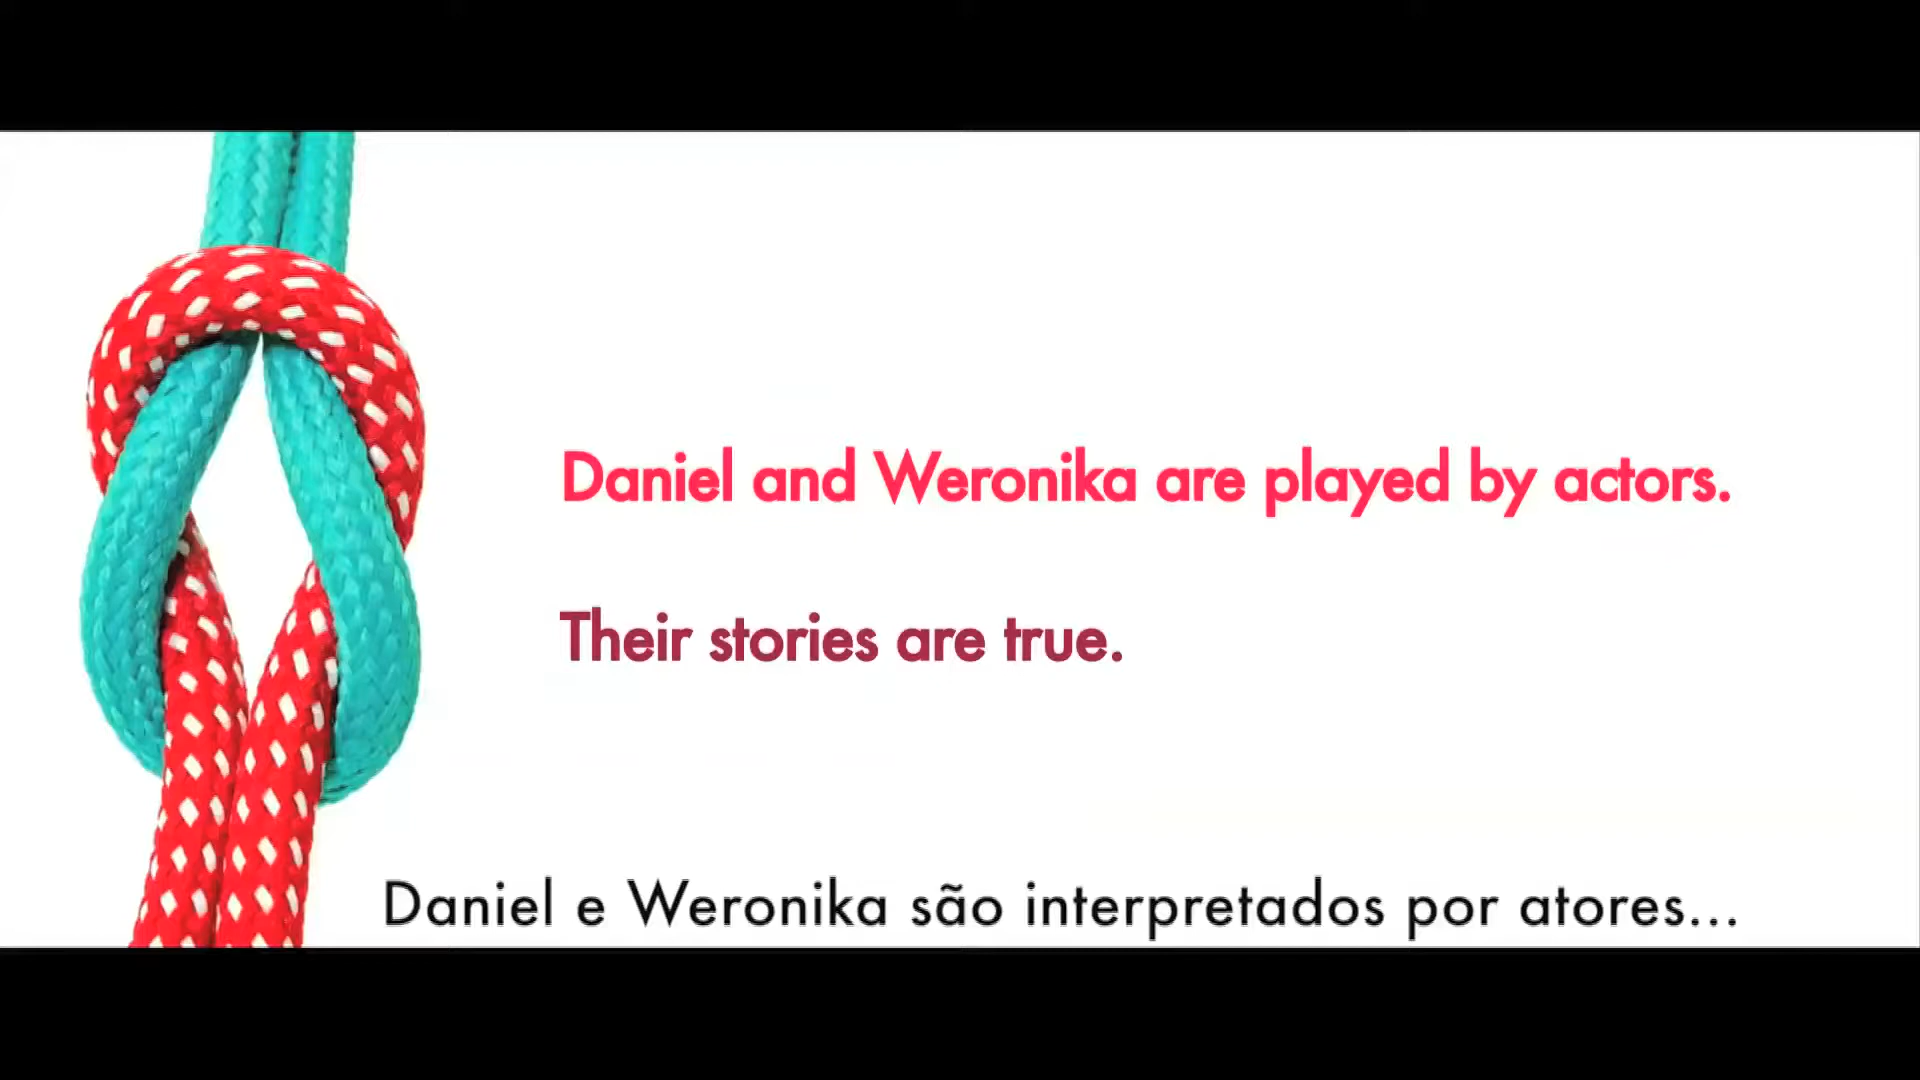 Daniel and Weronika are played by actors.
Their stories are true.
Daniel e Weronika são interpretados por atores...